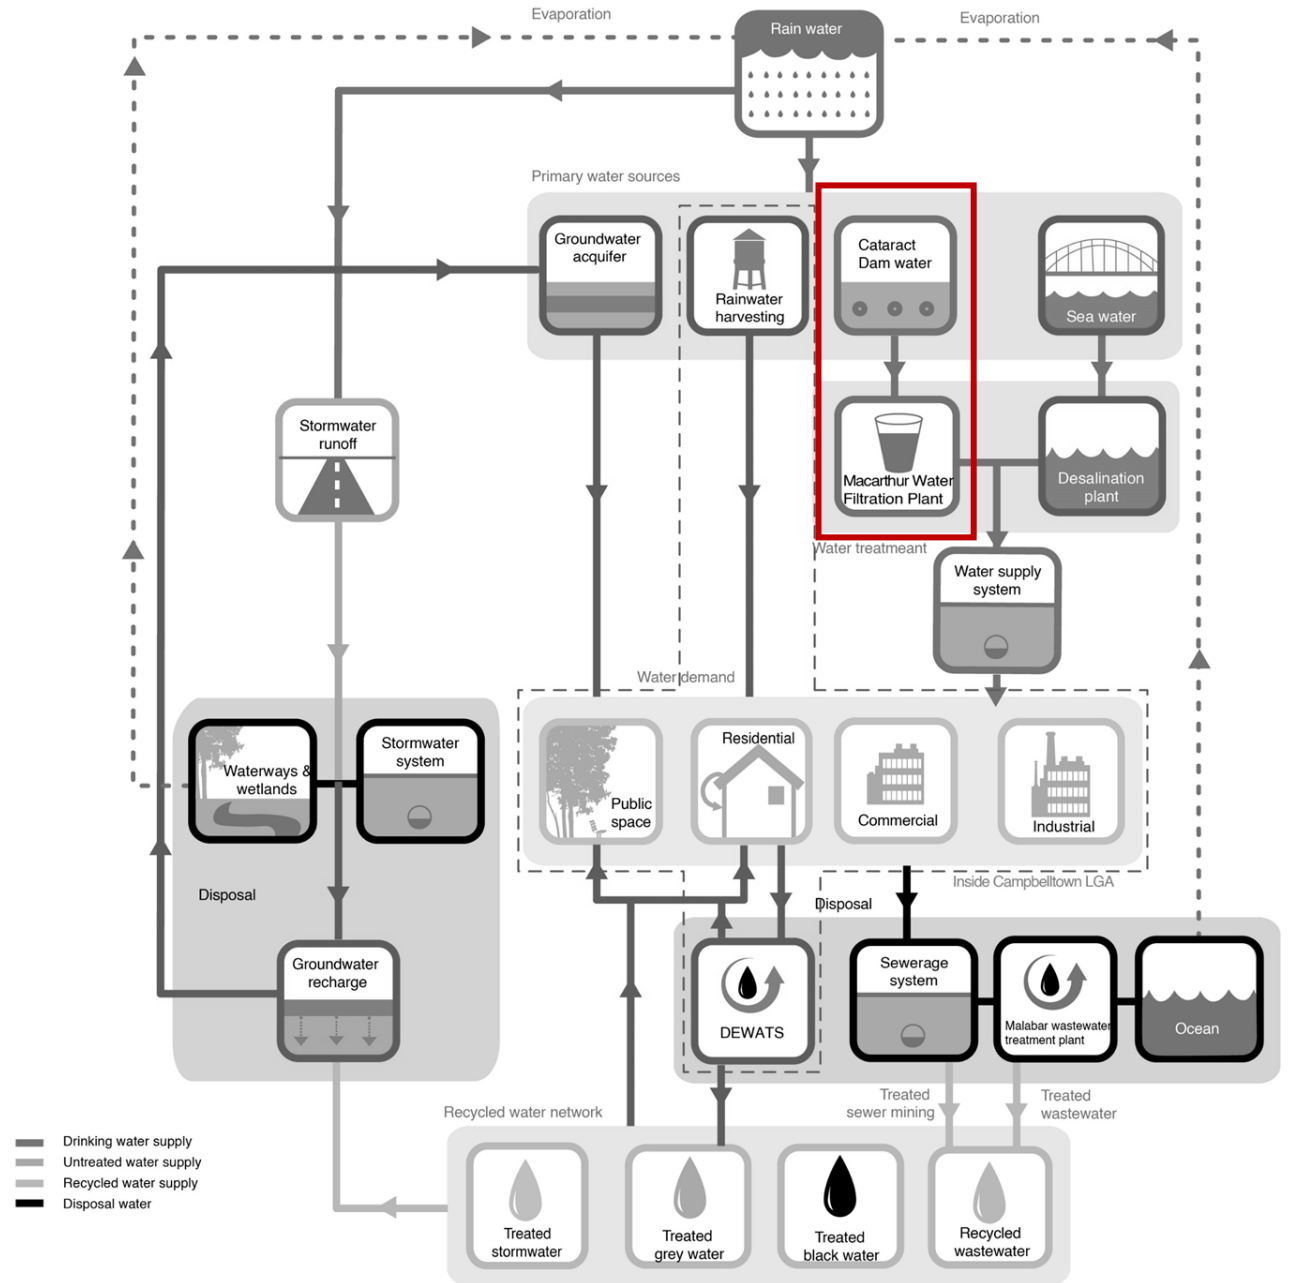 Evaporation
Evaporation
Rain water
Primary water sources
Groundwater
acquifer
Rainwater
harvesting
Cataract
Dam water
Sea water
Stormwater
runoff
Macarthur Water
Filtration Plant
Desalination
plant
Water treatmeant
Water supply
system
Water demand
Waterways &
wetlands
Stormwater
system
Public
space
Residential
Commercial
Industrial
Inside Campbelltown LGA
Disposal
Disposal
Groundwater
recharge
DEWATS
Sewerage
system
Malabar wastewater
treatment plant
Ocean
Treated
sewer mining
Treated
wastewater
Recycled water network
Drinking water supply
Untreated water supply
Recycled water supply
Disposal water
Treated
stormwater
Treated
grey water
Treated
black water
Recycled
wastewater